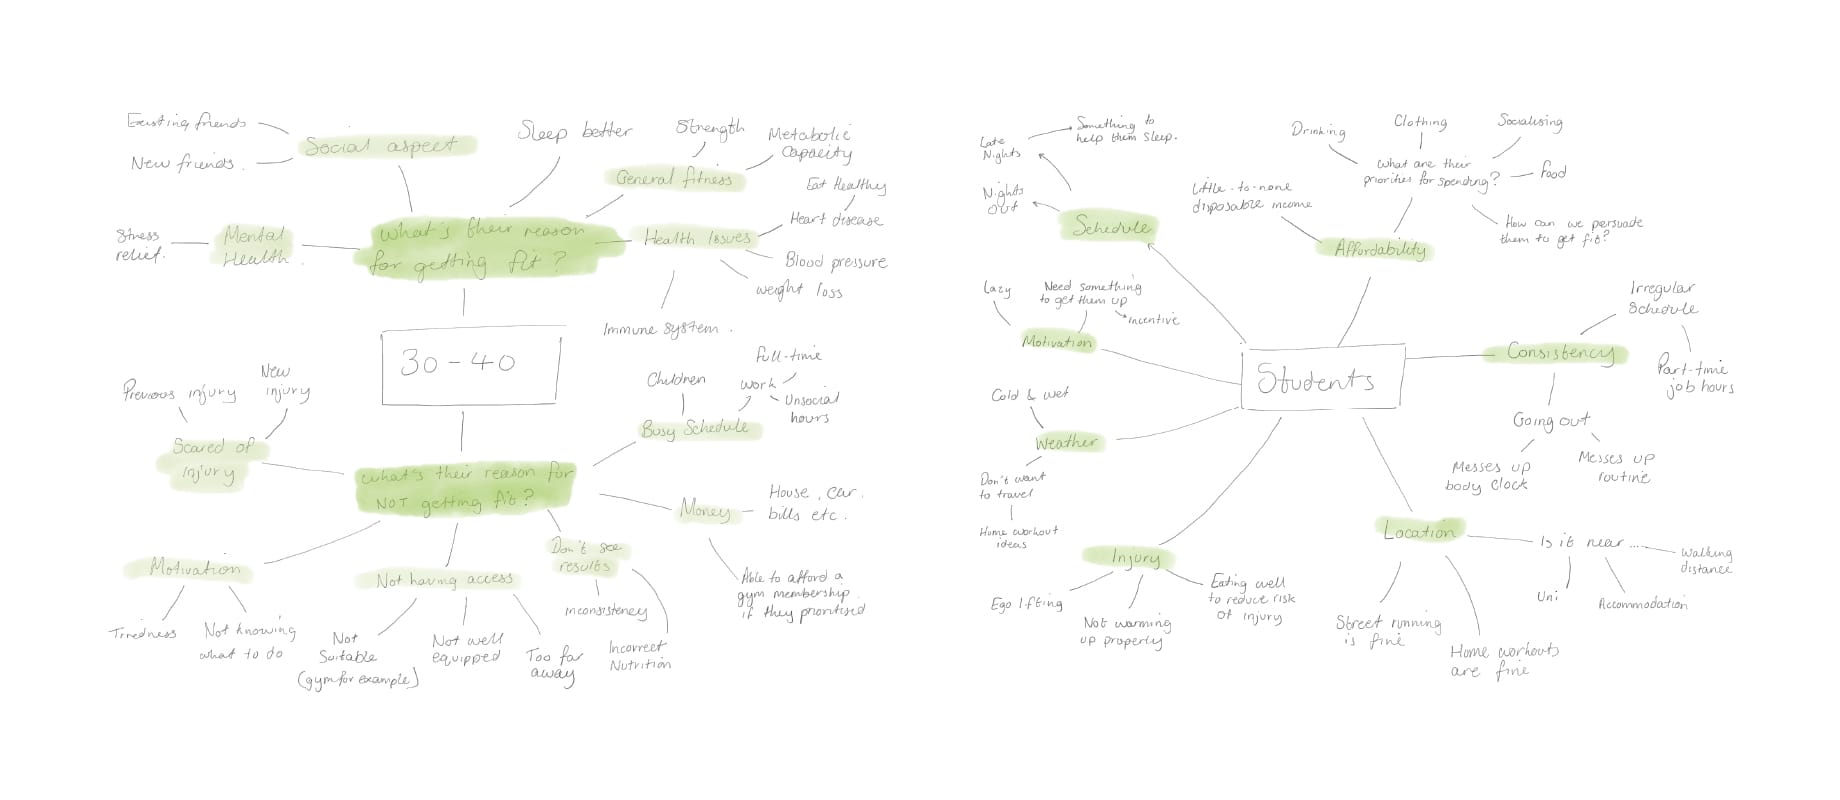 Existing friends
New friends.
Social aspect
Sleep better
Strength
Metabolic
Capacity
General fitness
Eat Healthy
Heart disease
Health Issues
Blood pressure
weight loss
Immune system.
Stress
relief.
Mental
Health.
What's their reason
for getting fit?
30-40
Previous injury
New
injury
Scared of
injury
Children
Full-time
work
Unsocial
hours
Busy Schedule
What's their reason for
NOT getting fit?
Money
House, car,
bills etc.
Able to afford a
gym membership
if they prioritised
Motivation
Tiredness
Not knowing
what to do
Not having access
Not
Suitable
(gym for example)
Not well
equipped
Too far
away
Don't see
results
inconsistency
Incorrect
Nutrition
Late
Nights
Something to
help them sleep.
Nights
out
Schedule
Drinking
Clothing
Socialising
What are their
priorities for spending?
Food
Little-to-none
disposable income
How can we persuade
them to get fit?
Affordability
Lazy
Need something
to get them up
incentive
Motivation
Students
Irregular
Schedule
Consistency
Part-time
job hours
Going out
Messes up
body clock
Messes up
routine
Cold & wet
Weather
Don't want
to travel
Home workout
ideas
Injury
Ego lifting
Not warming
up properly
Eating well
to reduce risk
of injury
Location
Is it near....
Walking
distance
Uni
Accommodation
Street running
is fine
Home workouts
are fine